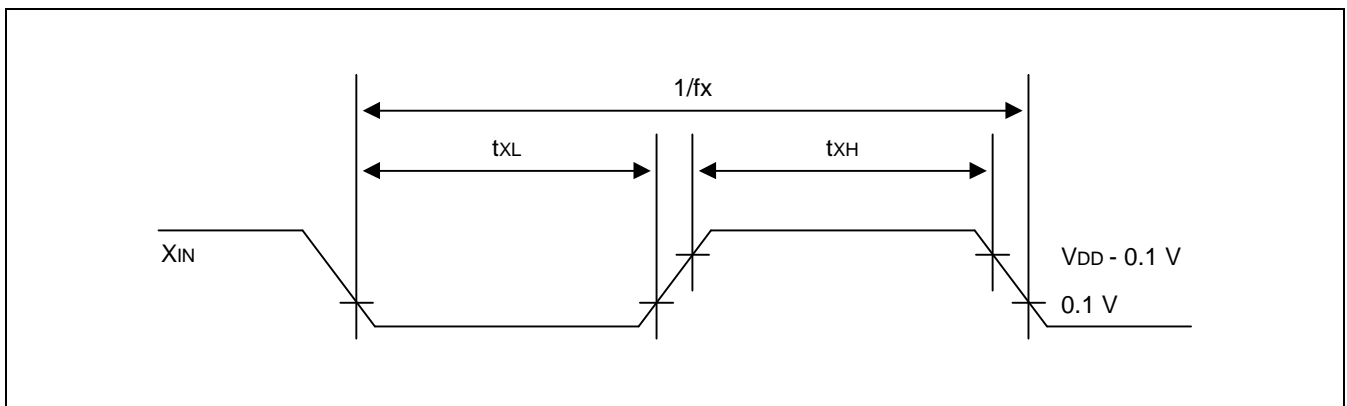 1/fx
tXL
tXH
XIN
VDD - 0.1 V
0.1 V